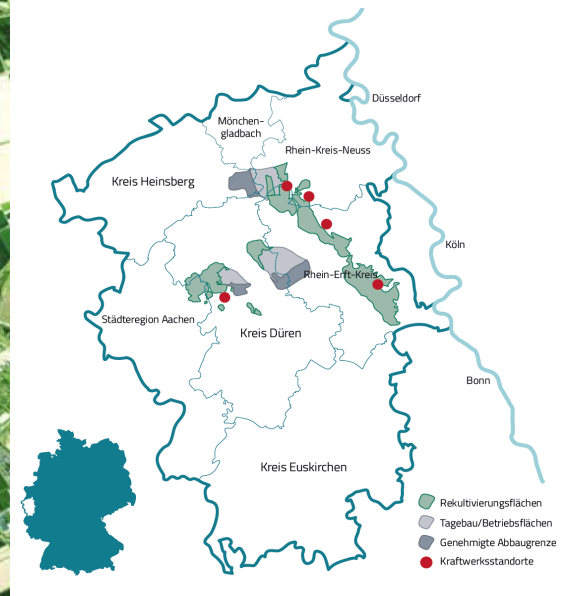 Düsseldorf
Mönchen-
gladbach
Rhein-Kreis-Neuss
Kreis Heinsberg
Köln
Rhein-Erft-Kreis
Städteregion Aachen
Kreis Düren
Bonn
Kreis Euskirchen
Rekultivierungsflächen
Tagebau/Betriebsflächen
Genehmigte Abbaugrenze
Kraftwerksstandorte